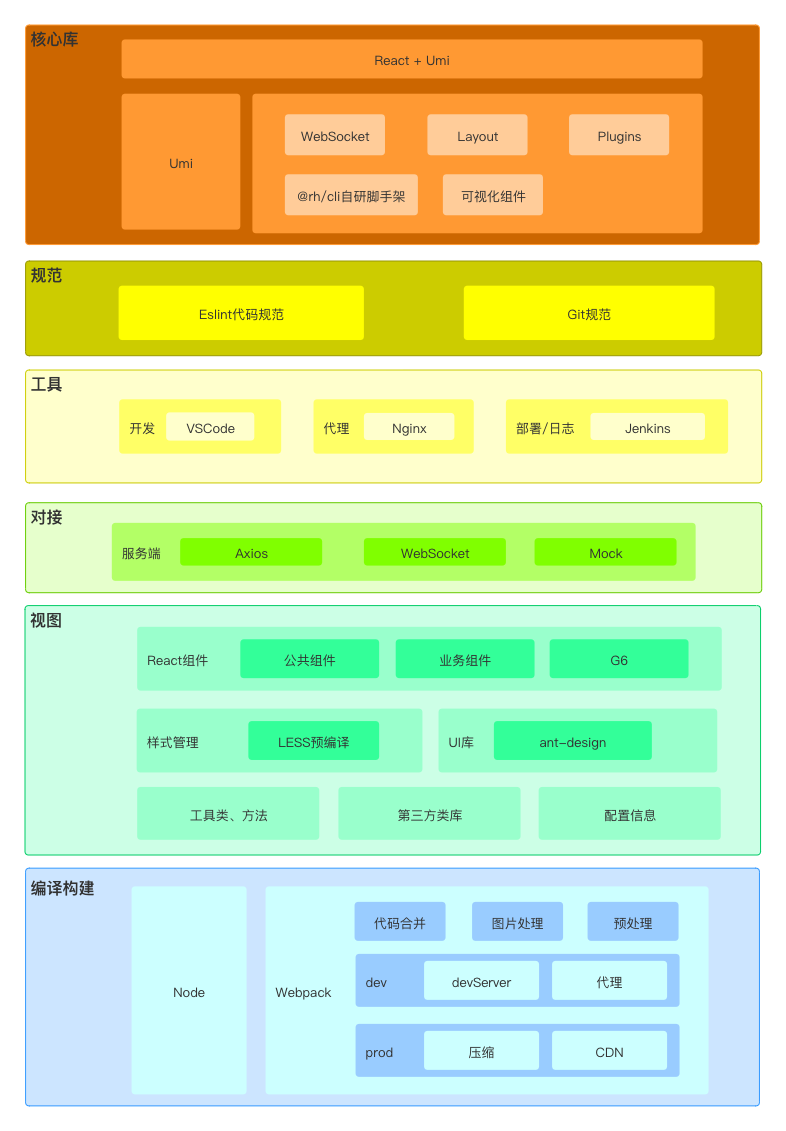 核心库
React + Umi
Umi
WebSocket
Layout
Plugins
@rh/cli自研脚手架
可视化组件
规范
Eslint代码规范
Git规范
工具
开发
VSCode
代理
Nginx
部署/日志
Jenkins
对接
服务端
Axios
WebSocket
Mock
视图
React组件
公共组件
业务组件
G6
样式管理
LESS预编译
UI库
ant-design
工具类、方法
第三方类库
配置信息
编译构建
Node
Webpack
代码合并
图片处理
预处理
dev
devServer
代理
prod
压缩
CDN